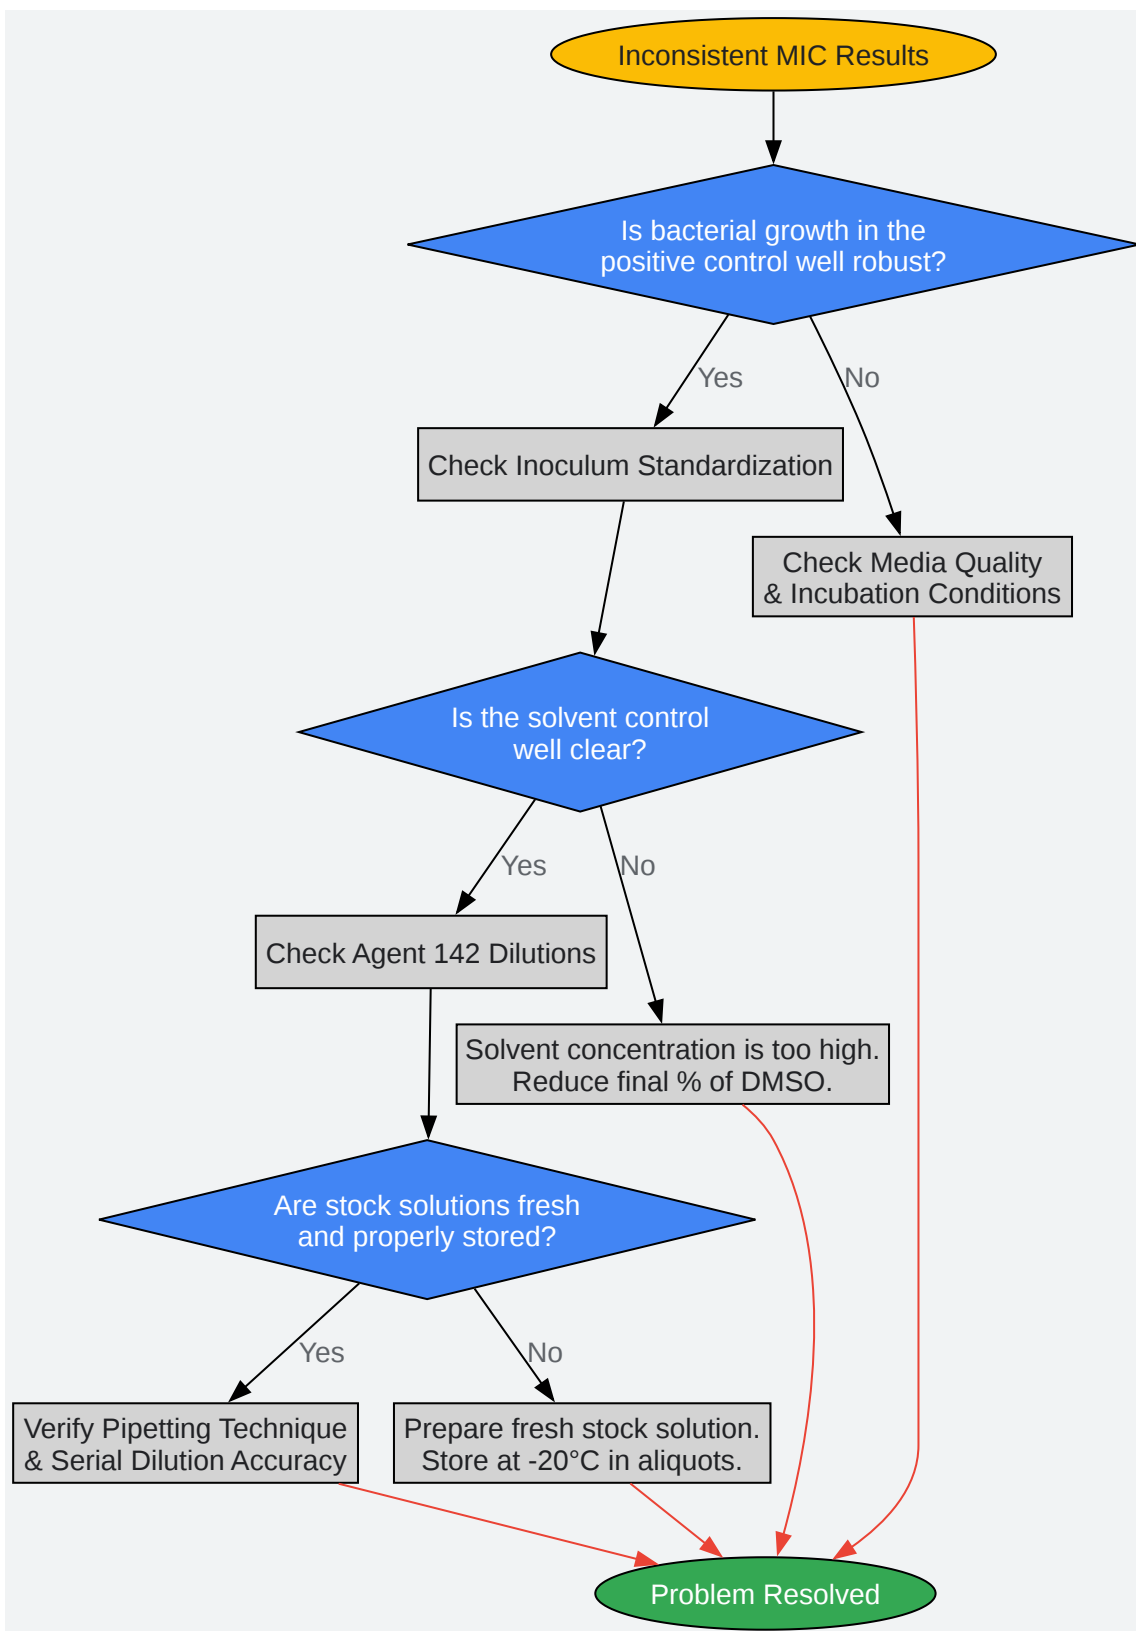 Inconsistent MIC Results
Is bacterial growth in the
positive control well robust?
Yes
No
Check Inoculum Standardization
Check Media Quality
& Incubation Conditions
Is the solvent control
well clear?
Yes
No
Check Agent 142 Dilutions
Solvent concentration is too high.
Reduce final % of DMSO.
Are stock solutions fresh
and properly stored?
Yes
No
Verify Pipetting Technique
& Serial Dilution Accuracy
Prepare fresh stock solution.
Store at -20°C in aliquots.
Problem Resolved